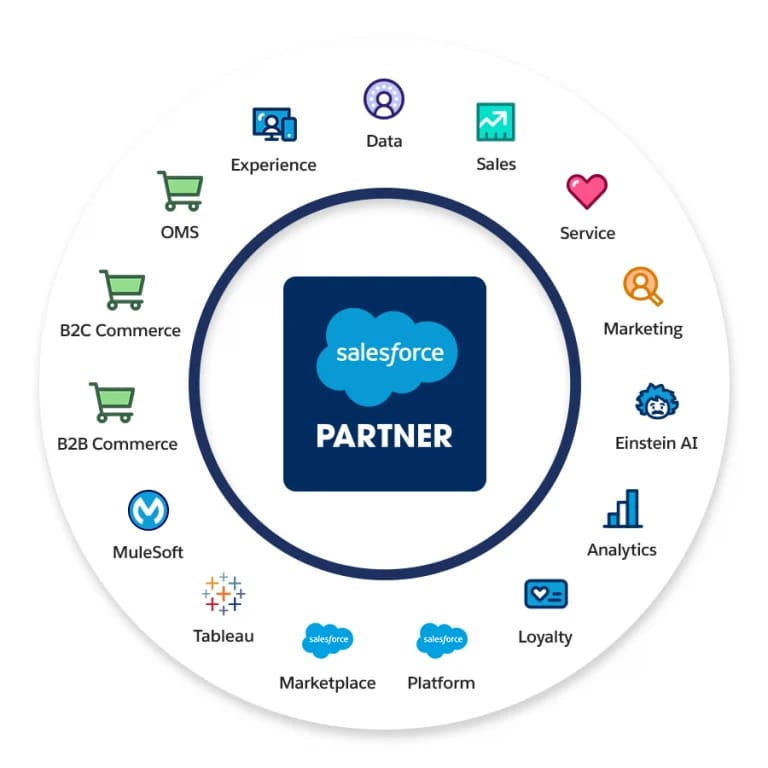 Data
Sales
Service
Marketing
Einstein AI
Analytics
Loyalty
salesforce
Platform
salesforce
Marketplace
Tableau
MuleSoft
B2B Commerce
B2C Commerce
OMS
Experience
salesforce
PARTNER